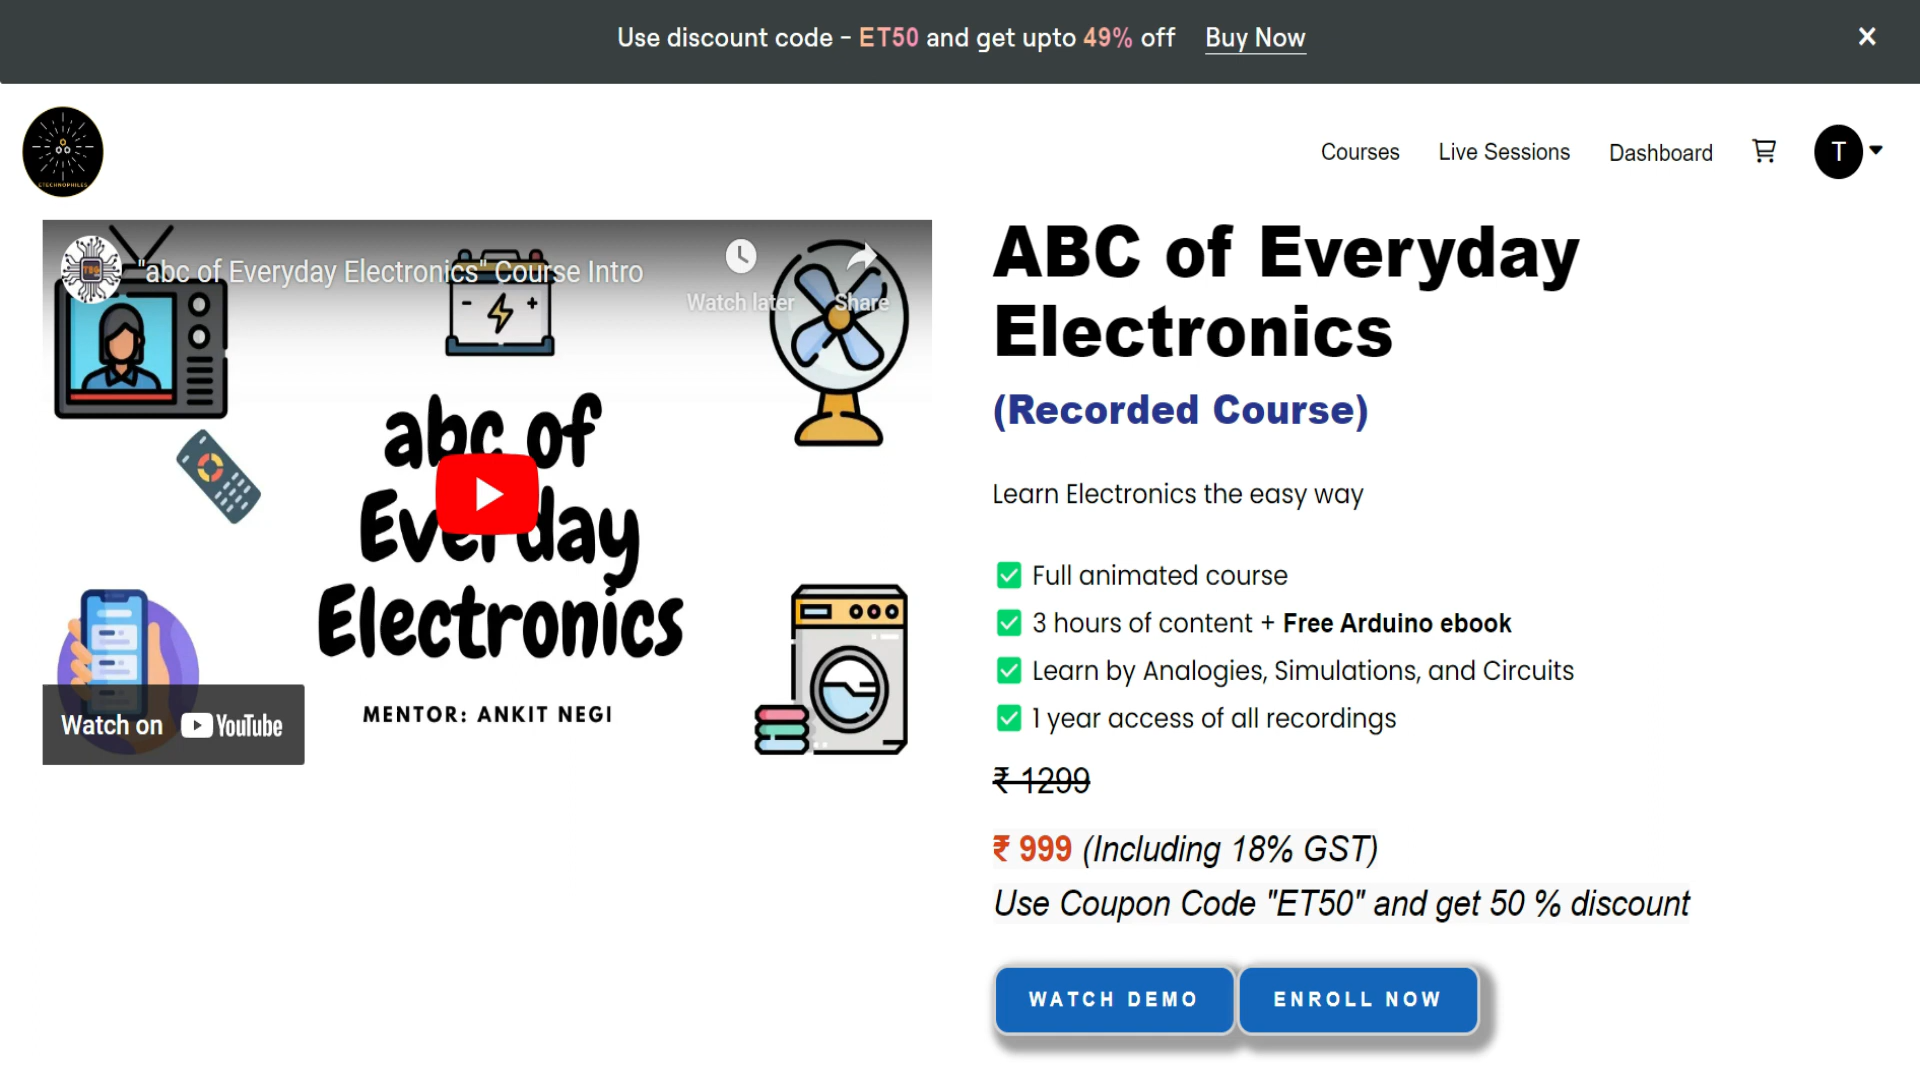 Use discount code - ET50 and get upto 49% off Buy Now ×
ETECHNOPHILES
Courses Live Sessions Dashboard T
"abc of Everyday Electronics" Course Intro
Watch later Share
- +
abc of
Everyday
Electronics
MENTOR: ANKIT NEGI
Watch on YouTube
ABC of Everyday
Electronics
(Recorded Course)
Learn Electronics the easy way
Full animated course
3 hours of content + Free Arduino ebook
Learn by Analogies, Simulations, and Circuits
1 year access of all recordings
₹ 1299
₹ 999 (Including 18% GST)
Use Coupon Code "ET50" and get 50 % discount
WATCH DEMO ENROLL NOW